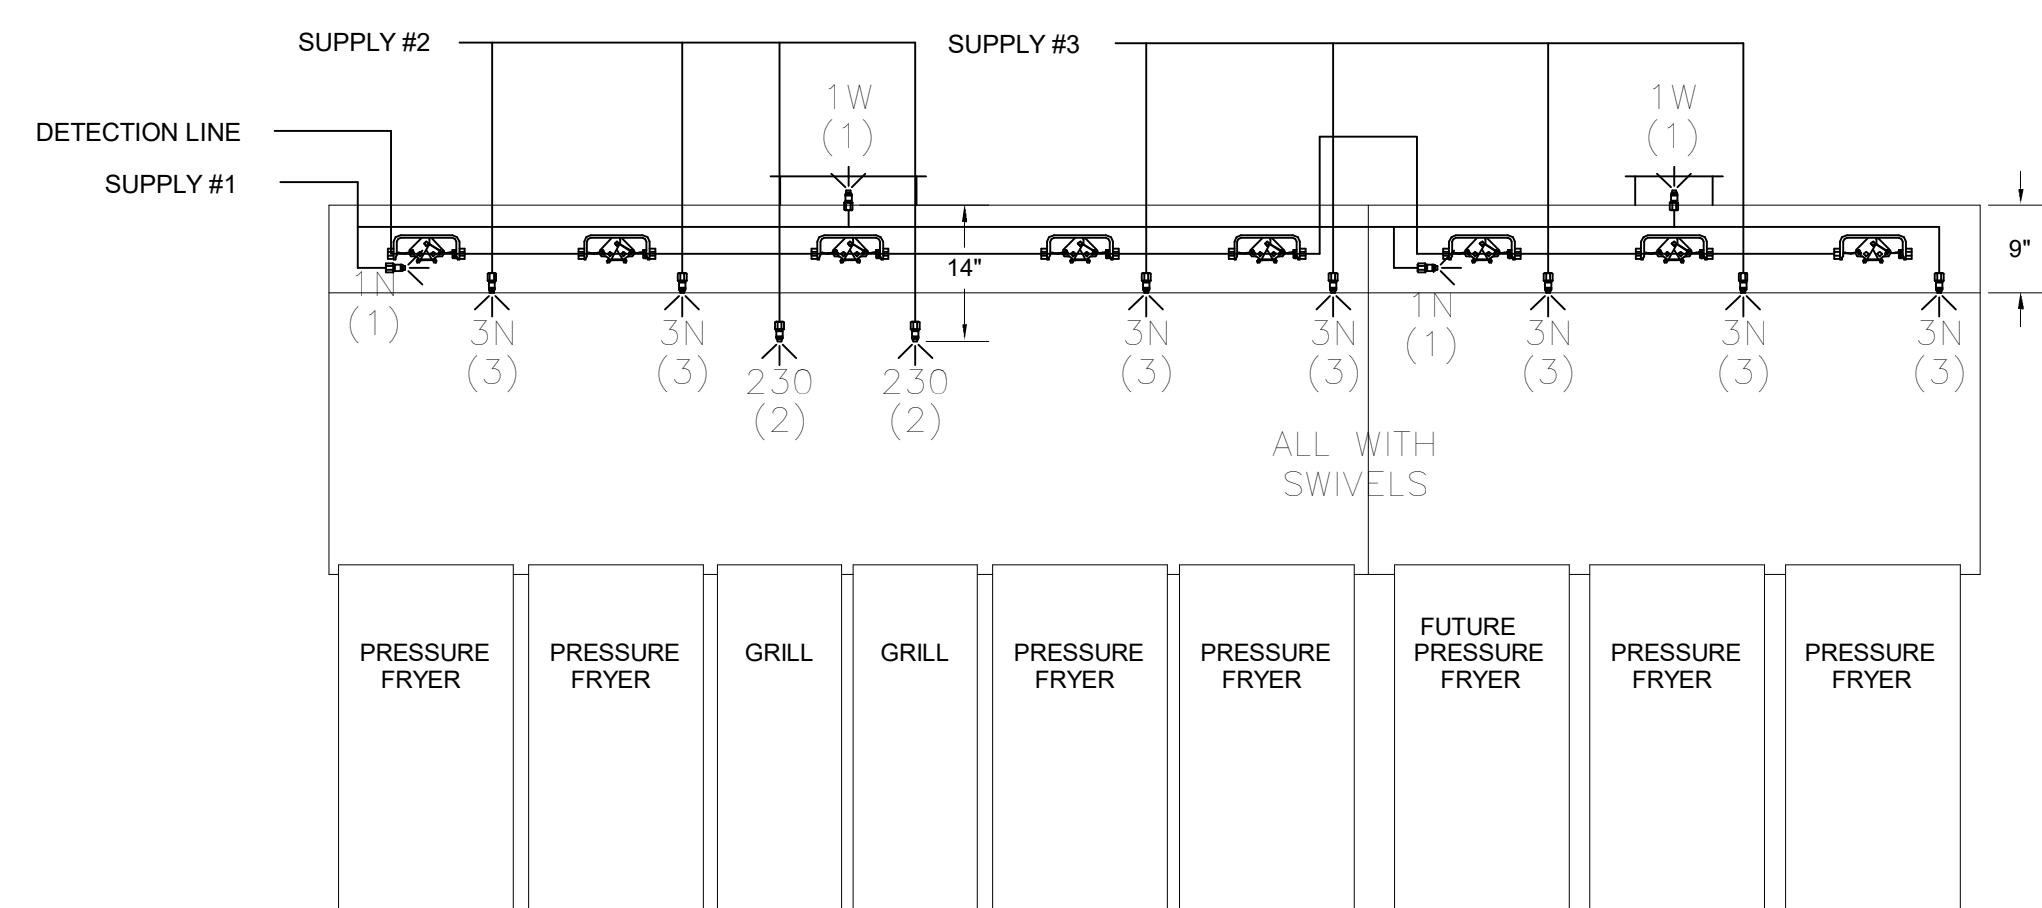 SUPPLY #2
SUPPLY #3
1W
(1)
1W
(1)
DETECTION LINE
SUPPLY #1
14"
9"
1N
(1)
3N
(3)
3N
(3)
230
(2)
230
(2)
3N
(3)
3N
(3)
1N
(1)
3N
(3)
3N
(3)
3N
(3)
ALL WITH
SWIVELS
PRESSURE
FRYER
PRESSURE
FRYER
GRILL
GRILL
PRESSURE
FRYER
PRESSURE
FRYER
FUTURE
PRESSURE
FRYER
PRESSURE
FRYER
PRESSURE
FRYER